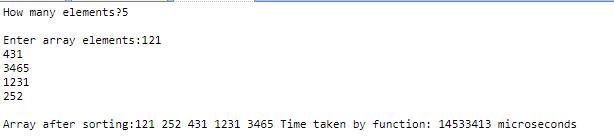 How many elements?5
Enter array elements:121
431
3465
1231
252
Array after sorting:121 252 431 1231 3465 Time taken by function: 14533413 microseconds